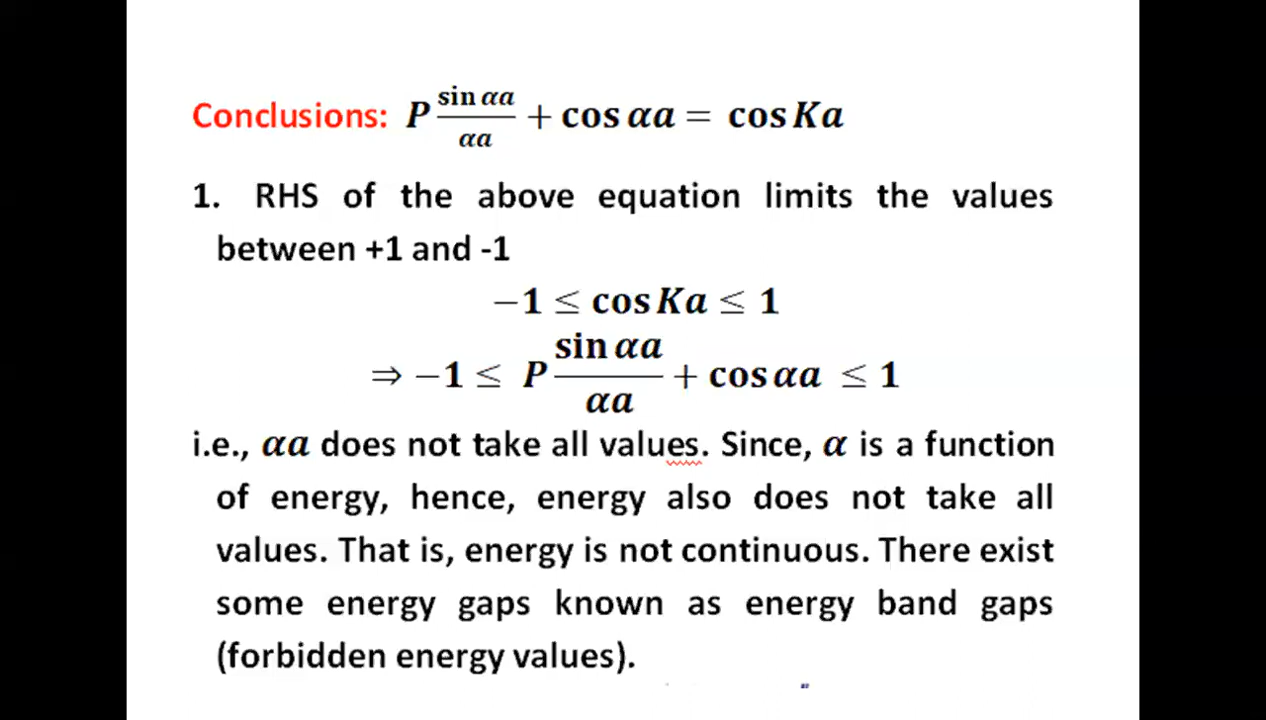 Conclusions: P sin αa / αa + cos αa = cos Ka
1. RHS of the above equation limits the values
between +1 and -1
−1 ≤ cos Ka ≤ 1
⇒ −1 ≤ P sin αa / αa + cos αa ≤ 1
i.e., αa does not take all values. Since, α is a function
of energy, hence, energy also does not take all
values. That is, energy is not continuous. There exist
some energy gaps known as energy band gaps
(forbidden energy values).